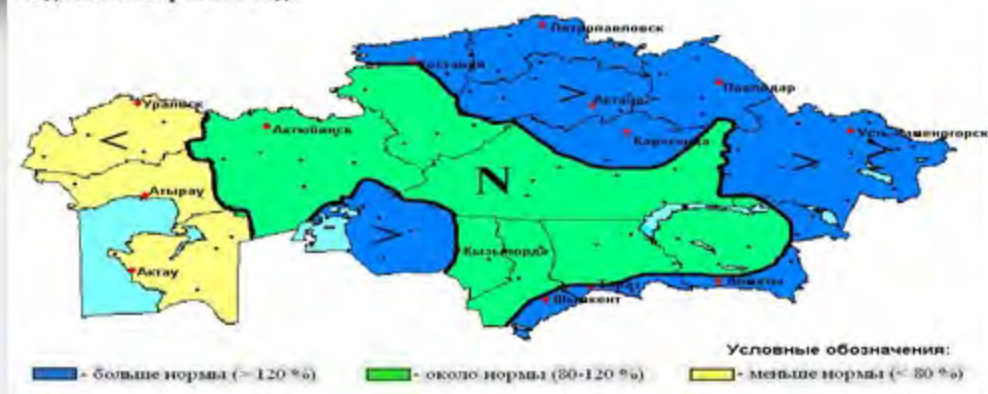 Петропавловск
Костанай
Павлодар
Астана
Уральск
Актюбинск
Караганда
Усть-Каменогорск
>
<
>
>
N
Атырау
>
Кызылорда
Актау
Тараз
Алматы
Шымкент
Условные обозначения:
- больше нормы (> 120 %)
- около нормы (80-120 %)
- меньше нормы (< 80 %)